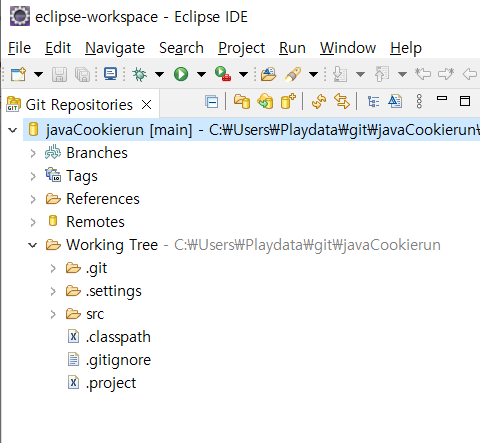 eclipse-workspace - Eclipse IDE
File Edit Navigate Search Project Run Window Help
Git Repositories
javaCookierun [main] - C:₩Users₩Playdata₩git₩javaCookierun₩
Branches
Tags
References
Remotes
Working Tree - C:₩Users₩Playdata₩git₩javaCookierun
.git
.settings
src
.classpath
.gitignore
.project